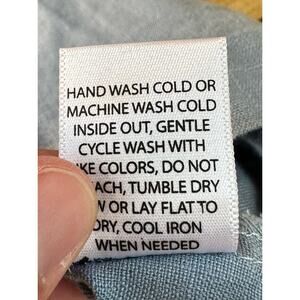 HAND WASH COLD OR
MACHINE WASH COLD
INSIDE OUT, GENTLE
CYCLE WASH WITH
COLORS, DO NOT
TUMBLE DRY
OR LAY FLAT TO
DRY, COOL IRON
WHEN NEEDED